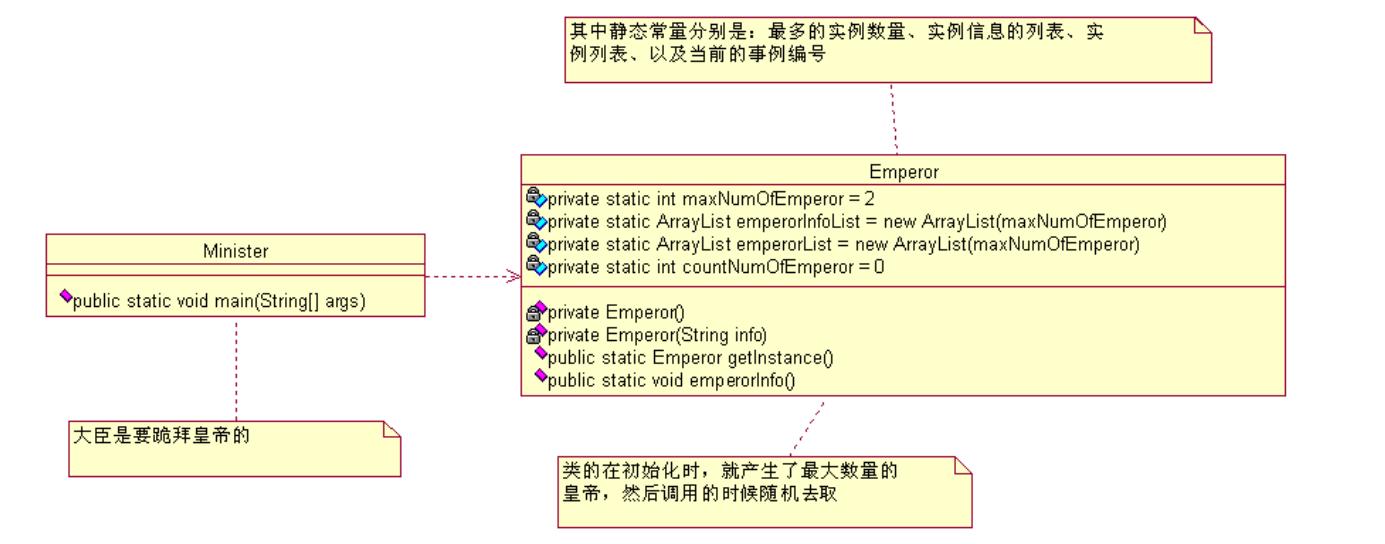 其中静态常量分别是：最多的实例数量、实例信息的列表、实
例列表、以及当前的事例编号
Emperor
private static int maxNumOfEmperor = 2
private static ArrayList emperorInfoList = new ArrayList(maxNumOfEmperor)
private static ArrayList emperorList = new ArrayList(maxNumOfEmperor)
private static int countNumOfEmperor = 0
private Emperor()
private Emperor(String info)
public static Emperor getInstance()
public static void emperorInfo()
Minister
public static void main(String[] args)
大臣是要跪拜皇帝的
类的在初始化时，就产生了最大数量的
皇帝，然后调用的时候随机去取